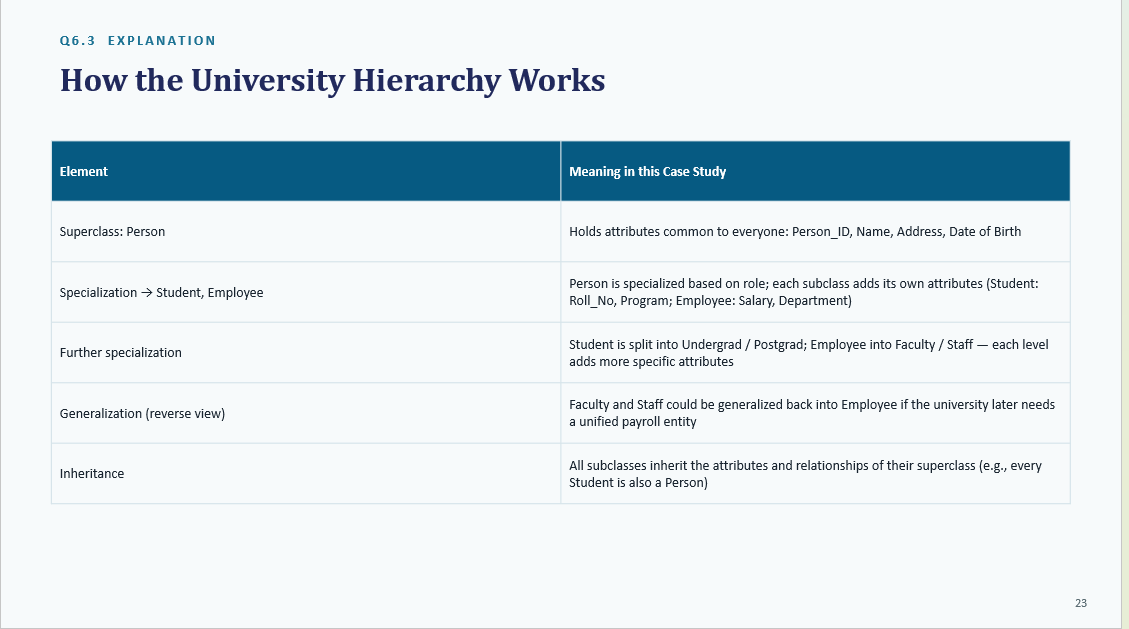 Q6.3 EXPLANATION
How the University Hierarchy Works
Element
Meaning in this Case Study
Superclass: Person
Holds attributes common to everyone: Person_ID, Name, Address, Date of Birth
Specialization → Student, Employee
Person is specialized based on role; each subclass adds its own attributes (Student:
Roll_No, Program; Employee: Salary, Department)
Further specialization
Student is split into Undergrad / Postgrad; Employee into Faculty / Staff — each level
adds more specific attributes
Generalization (reverse view)
Faculty and Staff could be generalized back into Employee if the university later needs
a unified payroll entity
Inheritance
All subclasses inherit the attributes and relationships of their superclass (e.g., every
Student is also a Person)
23